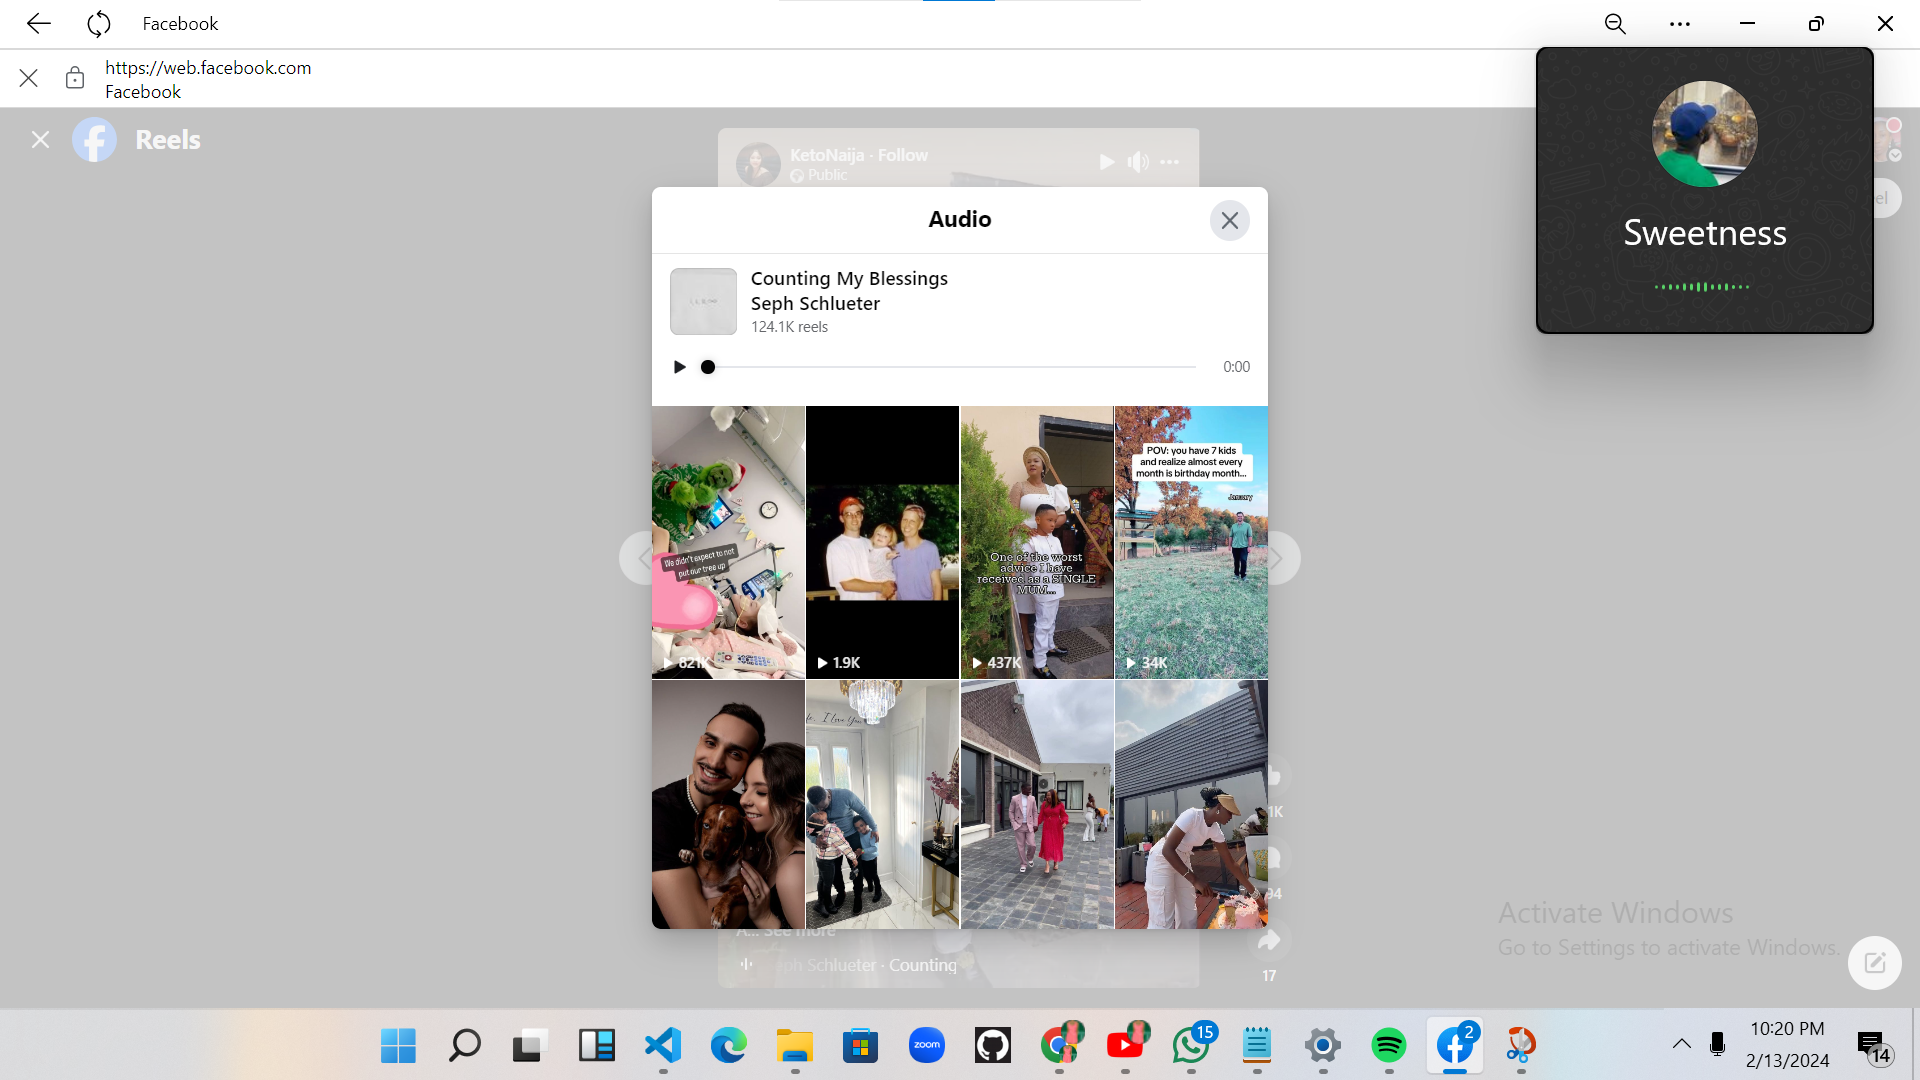 Facebook
https://web.facebook.com
Facebook
Reels
KetoNaija · Follow
Public
Sweetness
Audio
Counting My Blessings
Seph Schlueter
124.1K reels
0:00
We didn't expect to not
put our tree up
821K
1.9K
One of the worst
advice I have
received as a SINGLE
MUM...
437K
POV: you have 7 kids
and realize almost every
month is birthday month...
January
34K
I love You
1K
94
A... See more
Schlueter · Counting
17
Activate Windows
Go to Settings to activate Windows.
zoom
15
2
10:20 PM
2/13/2024
14